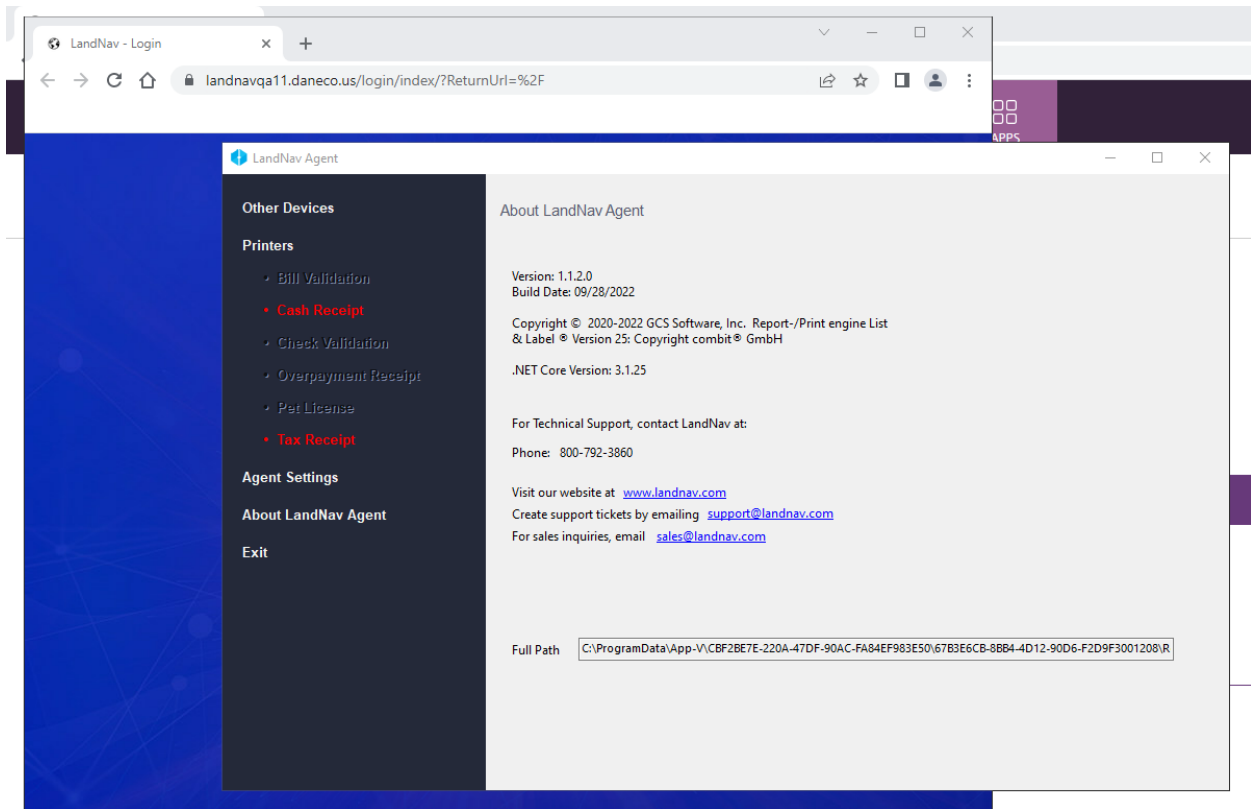 LandNav - Login
landnavqa11.daneco.us/login/index/?ReturnUrl=%2F
APPS
LandNav Agent
Other Devices
Printers
• Bill Validation
• Cash Receipt
• Check Validation
• Overpayment Receipt
• Pet License
• Tax Receipt
Agent Settings
About LandNav Agent
Exit
About LandNav Agent
Version: 1.1.2.0
Build Date: 09/28/2022
Copyright © 2020-2022 GCS Software, Inc. Report-/Print engine List
& Label ® Version 25: Copyright combit® GmbH
.NET Core Version: 3.1.25
For Technical Support, contact LandNav at:
Phone: 800-792-3860
Visit our website at www.landnav.com
Create support tickets by emailing support@landnav.com
For sales inquiries, email sales@landnav.com
Full Path C:\ProgramData\App-V\CBF2BE7E-220A-47DF-90AC-FA84EF983E50\67B3E6CB-8BB4-4D12-90D6-F2D9F3001208\R